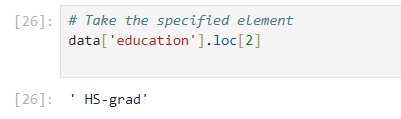 [26]: # Take the specified element
data['education'].loc[2]
[26]: ' HS-grad'